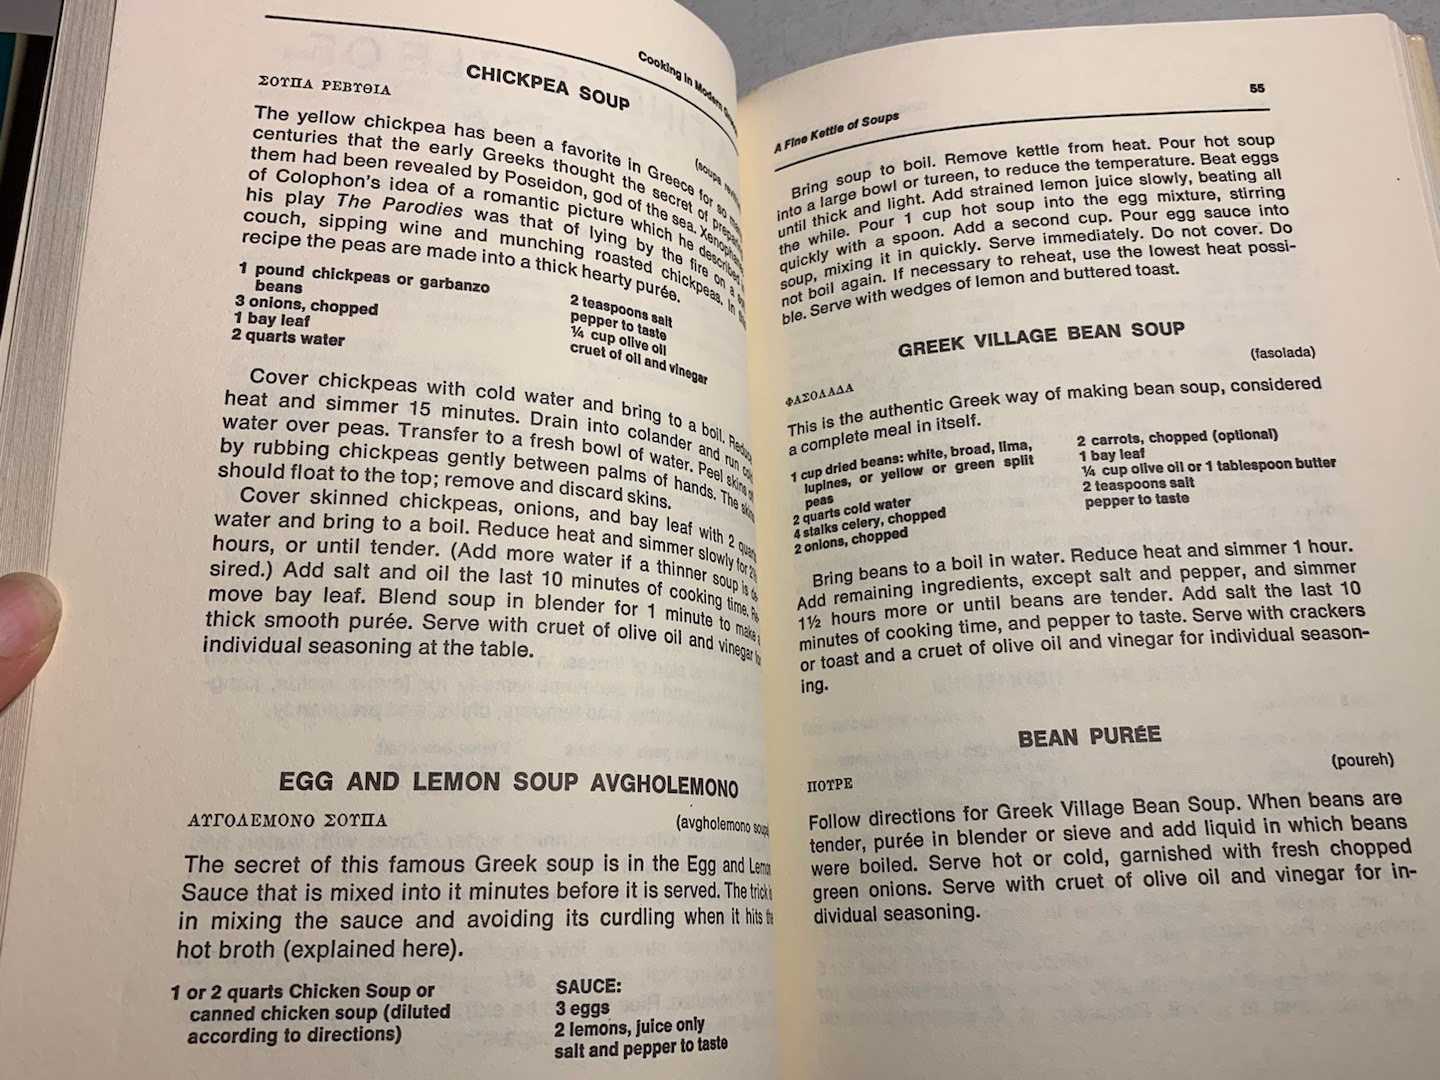 Cooking in Modern
CHICKPEA SOUP
ΣΟΥΠΑ ΡΕΒΥΘΙΑ
(soupa
The yellow chickpea has been a favorite in Greece for so
centuries that the early Greeks thought the secret of
them had been revealed by Poseidon, god of the sea.
of Colophon's idea of a romantic picture which he described
his play The Parodies was that of lying by the fire on a
couch, sipping wine and munching roasted chickpeas. In
recipe the peas are made into a thick hearty purée.
1 pound chickpeas or garbanzo
beans
3 onions, chopped
1 bay leaf
2 quarts water
2 teaspoons salt
pepper to taste
¼ cup olive oil
cruet of oil and vinegar
Cover chickpeas with cold water and bring to a boil.
heat and simmer 15 minutes. Drain into colander and run
water over peas. Transfer to a fresh bowl of water. Peel skins
by rubbing chickpeas gently between palms of hands. The skins
should float to the top; remove and discard skins.
Cover skinned chickpeas, onions, and bay leaf with 2
water and bring to a boil. Reduce heat and simmer slowly for
hours, or until tender. (Add more water if a thinner soup is de-
sired.) Add salt and oil the last 10 minutes of cooking time. Re-
move bay leaf. Blend soup in blender for 1 minute to make a
thick smooth purée. Serve with cruet of olive oil and vinegar for
individual seasoning at the table.
EGG AND LEMON SOUP AVGHOLEMONO
ΑΥΓΟΛΕΜΟΝΟ ΣΟΥΠΑ
(avgholemono soupa
The secret of this famous Greek soup is in the Egg and Lemon
Sauce that is mixed into it minutes before it is served. The trick is
in mixing the sauce and avoiding its curdling when it hits the
hot broth (explained here).
1 or 2 quarts Chicken Soup or
canned chicken soup (diluted
according to directions)
SAUCE:
3 eggs
2 lemons, juice only
salt and pepper to taste
A Fine Kettle of Soups
55
Bring soup to boil. Remove kettle from heat. Pour hot soup
into a large bowl or tureen, to reduce the temperature. Beat eggs
until thick and light. Add strained lemon juice slowly, beating all
the while. Pour 1 cup hot soup into the egg mixture, stirring
quickly with a spoon. Add a second cup. Pour egg sauce into
soup, mixing it in quickly. Serve immediately. Do not cover. Do
not boil again. If necessary to reheat, use the lowest heat possi-
ble. Serve with wedges of lemon and buttered toast.
GREEK VILLAGE BEAN SOUP
(fasolada)
ΦΑΣΟΛΑΔΑ
This is the authentic Greek way of making bean soup, considered
a complete meal in itself.
1 cup dried beans: white, broad, lima,
lupines, or yellow or green split
peas
2 quarts cold water
4 stalks celery, chopped
2 onions, chopped
2 carrots, chopped (optional)
1 bay leaf
¼ cup olive oil or 1 tablespoon butter
2 teaspoons salt
pepper to taste
Bring beans to a boil in water. Reduce heat and simmer 1 hour.
Add remaining ingredients, except salt and pepper, and simmer
1½ hours more or until beans are tender. Add salt the last 10
minutes of cooking time, and pepper to taste. Serve with crackers
or toast and a cruet of olive oil and vinegar for individual season-
ing.
BEAN PURÉE
(poureh)
ΠΟΥΡΕ
Follow directions for Greek Village Bean Soup. When beans are
tender, purée in blender or sieve and add liquid in which beans
were boiled. Serve hot or cold, garnished with fresh chopped
green onions. Serve with cruet of olive oil and vinegar for in-
dividual seasoning.